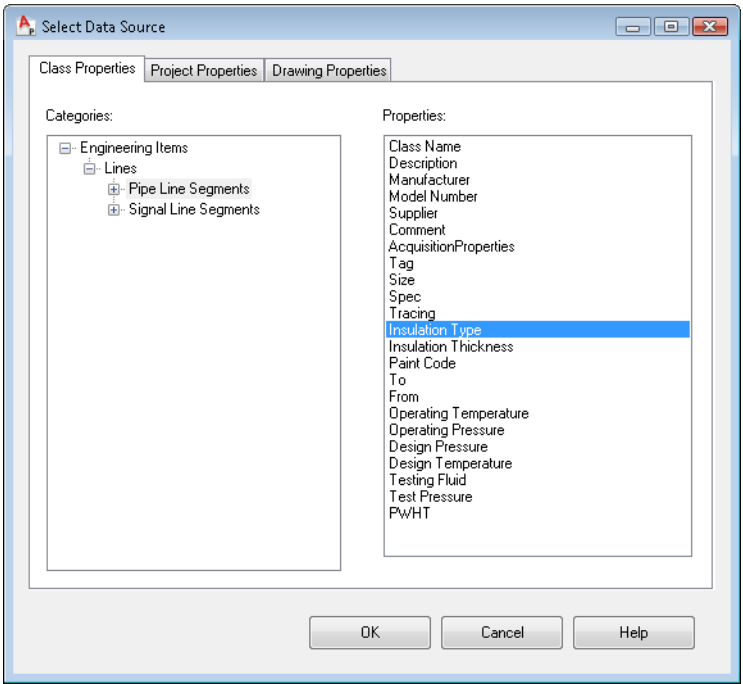 Select Data Source
Class Properties
Project Properties
Drawing Properties
Categories:
Engineering Items
Lines
Pipe Line Segments
Signal Line Segments
Properties:
Class Name
Description
Manufacturer
Model Number
Supplier
Comment
AcquisitionProperties
Tag
Size
Spec
Tracing
Insulation Type
Insulation Thickness
Paint Code
To
From
Operating Temperature
Operating Pressure
Design Pressure
Design Temperature
Testing Fluid
Test Pressure
PWHT
OK
Cancel
Help